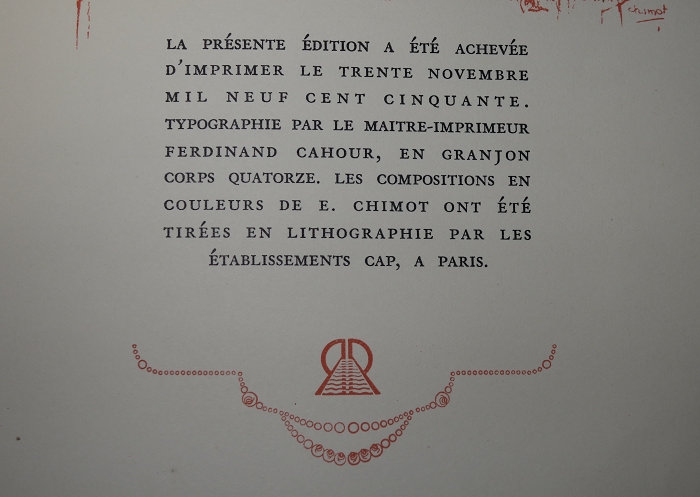 chimot
LA PRÉSENTE ÉDITION A ÉTÉ ACHEVÉE
D'IMPRIMER LE TRENTE NOVEMBRE
MIL NEUF CENT CINQUANTE.
TYPOGRAPHIE PAR LE MAITRE-IMPRIMEUR
FERDINAND CAHOUR, EN GRANJON
CORPS QUATORZE. LES COMPOSITIONS EN
COULEURS DE E. CHIMOT ONT ÉTÉ
TIRÉES EN LITHOGRAPHIE PAR LES
ÉTABLISSEMENTS CAP, A PARIS.